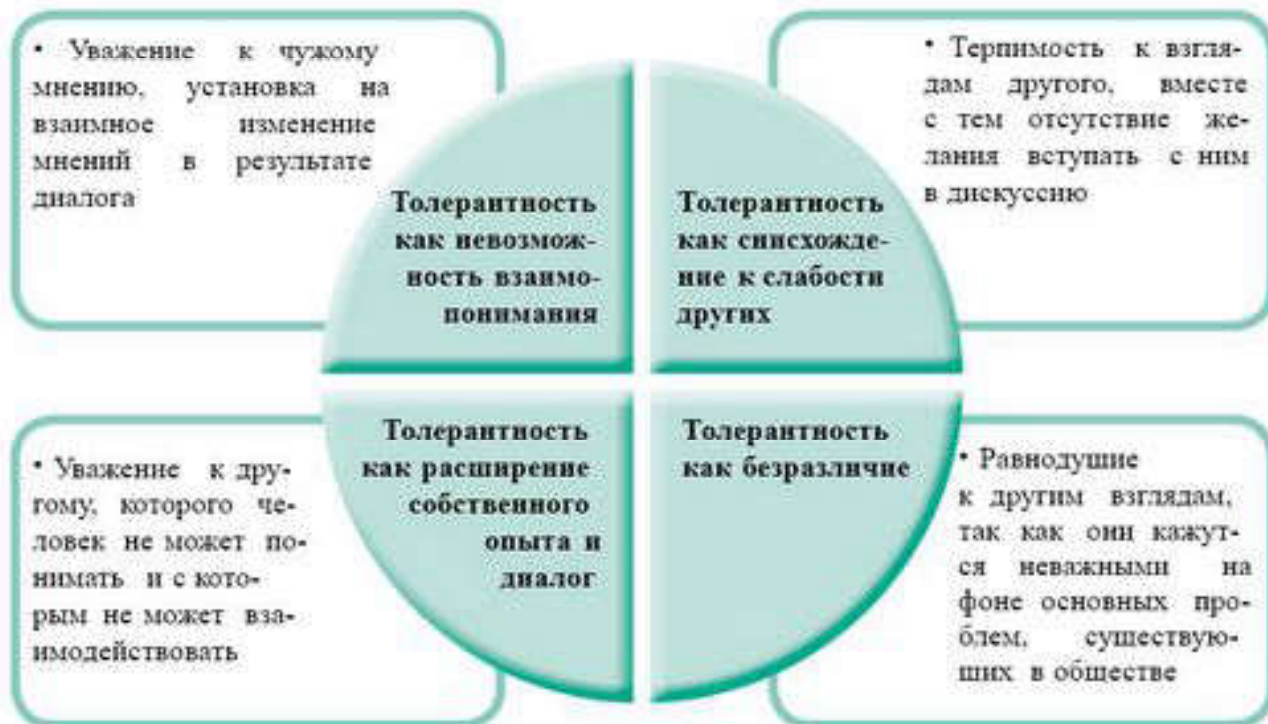 • Уважение к чужому
мнению, установка на
взаимное изменение
мнений в результате
диалога
Толерантность
как невозмож-
ность взаимо-
понимания
Толерантность
как снисхожде-
ние к слабости
других
• Терпимость к взгля-
дам другого, вместе
с тем отсутствие же-
лания вступать с ним
в дискуссию
• Уважение к дру-
гому, которого че-
ловек не может по-
нимать и с кото-
рым не может вза-
имодействовать
Толерантность
как расширение
собственного
опыта и
диалог
Толерантность
как безразличие
• Равнодушие
к другим взглядам,
так как они кажут-
ся неважными на
фоне основных про-
блем, существую-
щих в обществе